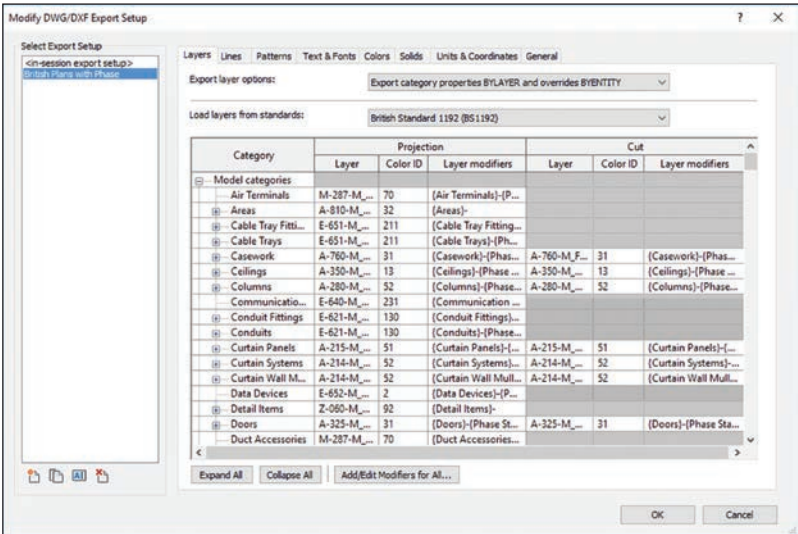 Modify DWG/DXF Export Setup
? ×
Select Export Setup
<in-session export setup>
British Plans with Phase
Layers Lines Patterns Text & Fonts Colors Solids Units & Coordinates General
Export layer options: Export category properties BYLAYER and overrides BYENTITY
Load layers from standards: British Standard 1192 (BS1192)
Category Projection Cut
Layer Color ID Layer modifiers Layer Color ID Layer modifiers
Model categories
Air Terminals M-287-M_... 70 {Air Terminals}-{P...
Areas A-810-M_... 32 {Areas}-
Cable Tray Fitti... E-651-M_... 211 {Cable Tray Fitting...
Cable Trays E-651-M_... 211 {Cable Trays}-{Ph...
Casework A-760-M_... 31 {Casework}-{Phas... A-760-M_F... 31 {Casework}-{Phas...
Ceilings A-350-M_... 13 {Ceilings}-{Phase ... A-350-M_... 13 {Ceilings}-{Phase ...
Columns A-280-M_... 52 {Columns}-{Phase... A-280-M_... 52 {Columns}-{Phase...
Communicatio... E-640-M_... 231 {Communication ...
Conduit Fittings E-621-M_... 130 {Conduit Fittings}...
Conduits E-621-M_... 130 {Conduits}-{Phase...
Curtain Panels A-215-M_... 51 {Curtain Panels}-{... A-215-M_... 51 {Curtain Panels}-{...
Curtain Systems A-214-M_... 52 {Curtain Systems}... A-214-M_... 52 {Curtain Systems}-...
Curtain Wall M... A-214-M_... 52 {Curtain Wall Mull... A-214-M_... 52 {Curtain Wall Mull...
Data Devices E-652-M_... 2 {Data Devices}-{P...
Detail Items Z-060-M_... 92 {Detail Items}-
Doors A-325-M_... 31 {Doors}-{Phase St... A-325-M_... 31 {Doors}-{Phase Sta...
Duct Accessories M-287-M_... 70 {Duct Accessories...
Expand All Collapse All Add/Edit Modifiers for All...
OK Cancel